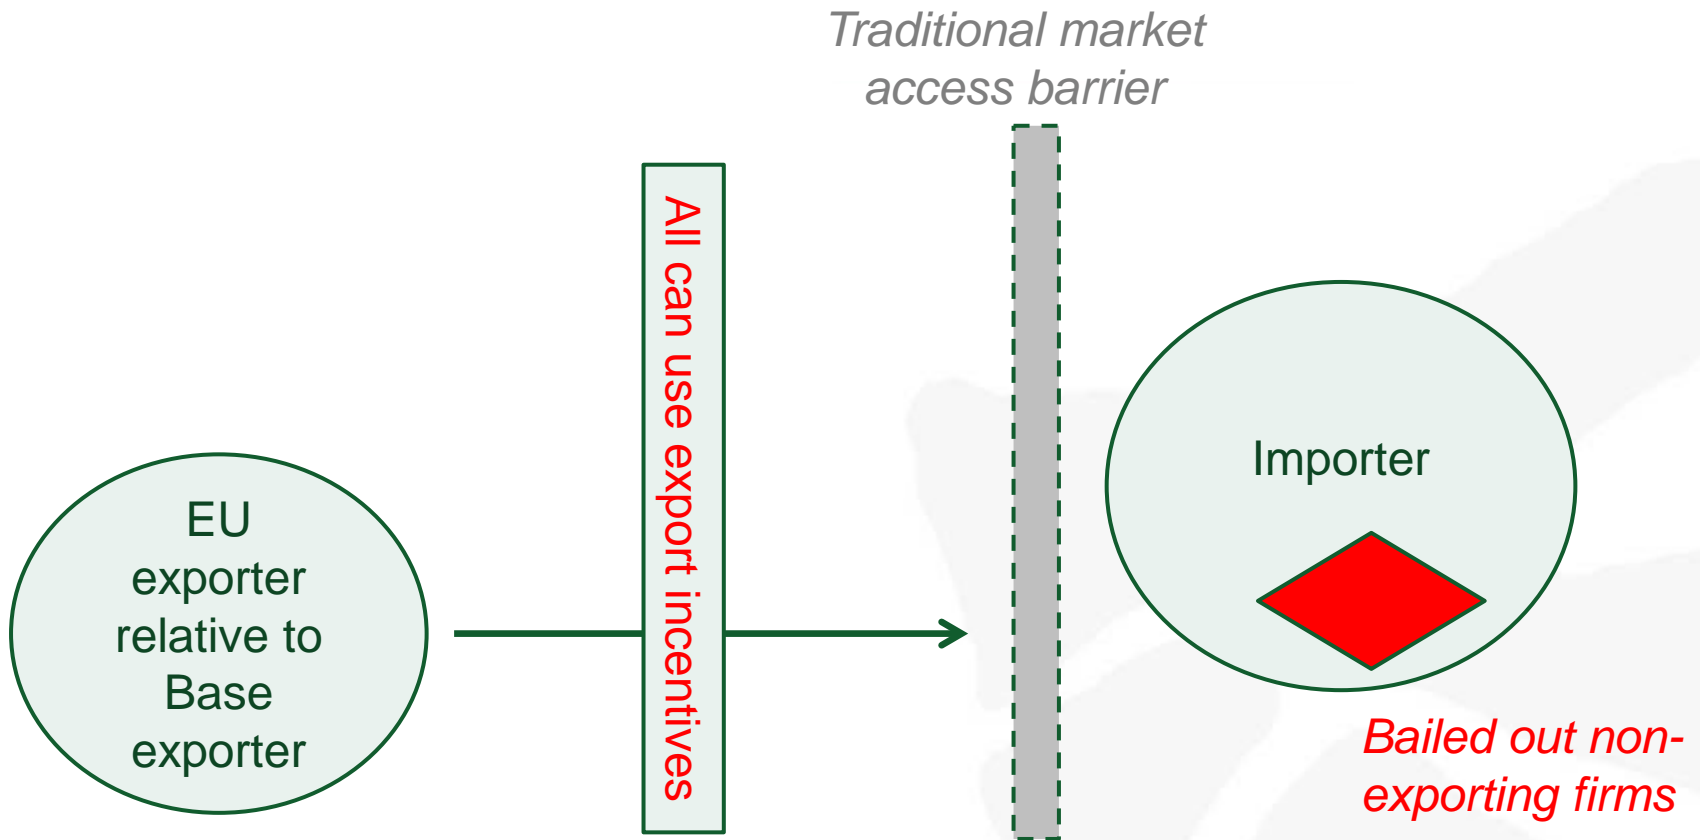 Traditional market
access barrier
All can use export incentives
Importer
EU
exporter
relative to
Base
exporter
Bailed out non-
exporting firms